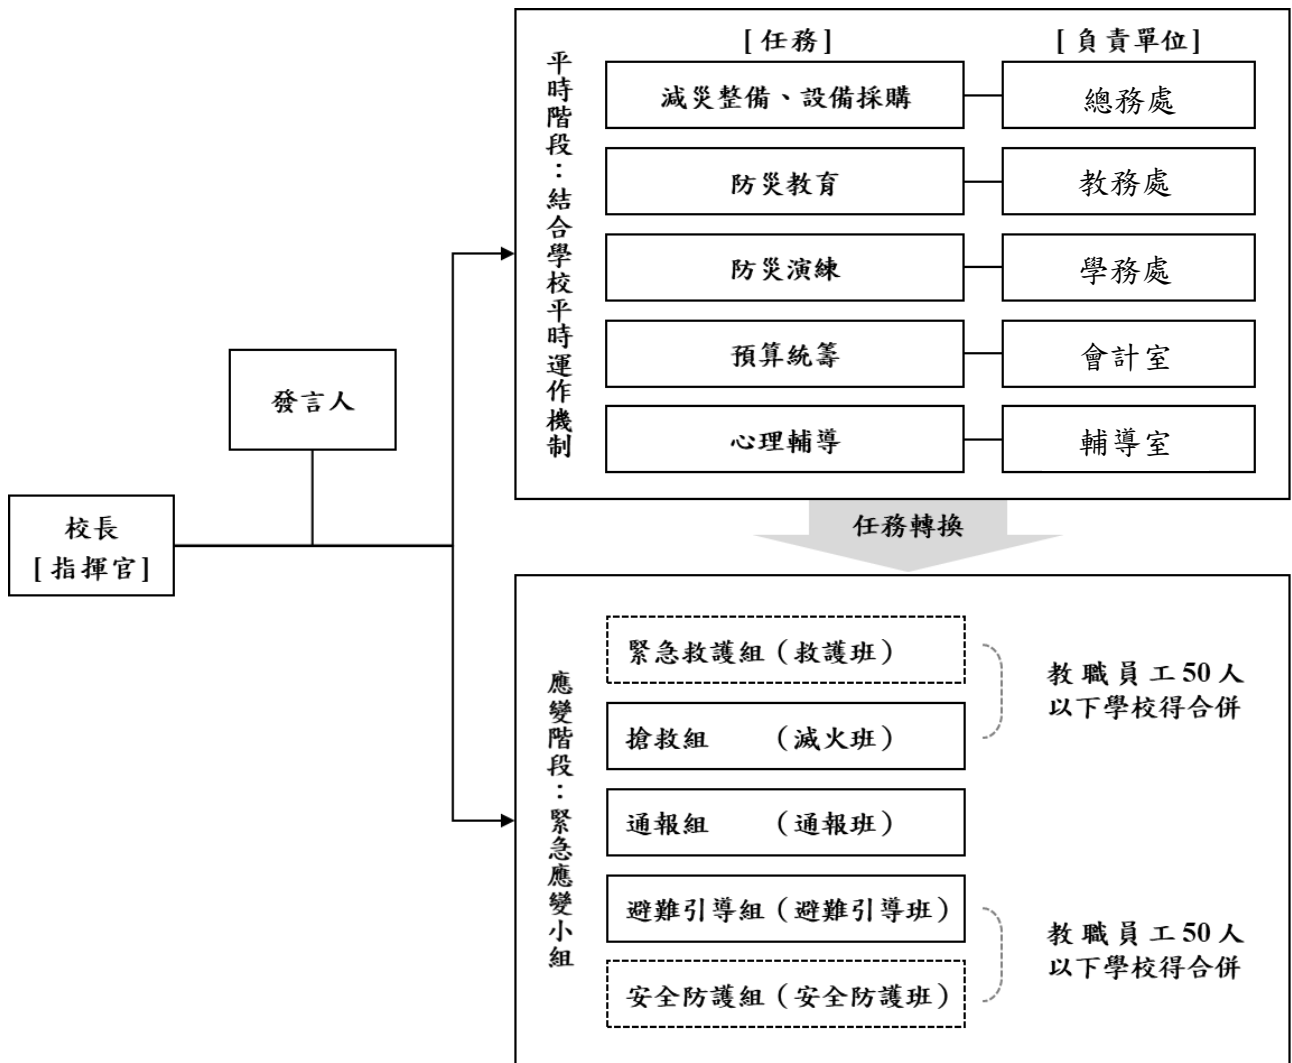 [任務]
[負責單位]
平時階段：結合學校平時運作機制
減災整備、設備採購
總務處
防災教育
教務處
防災演練
學務處
預算統籌
會計室
心理輔導
輔導室
發言人
校長
[指揮官]
任務轉換
應變階段：緊急應變小組
緊急救護組（救護班）
搶救組　　（滅火班）
教職員工50人
以下學校得合併
通報組　　（通報班）
避難引導組（避難引導班）
安全防護組（安全防護班）
教職員工50人
以下學校得合併